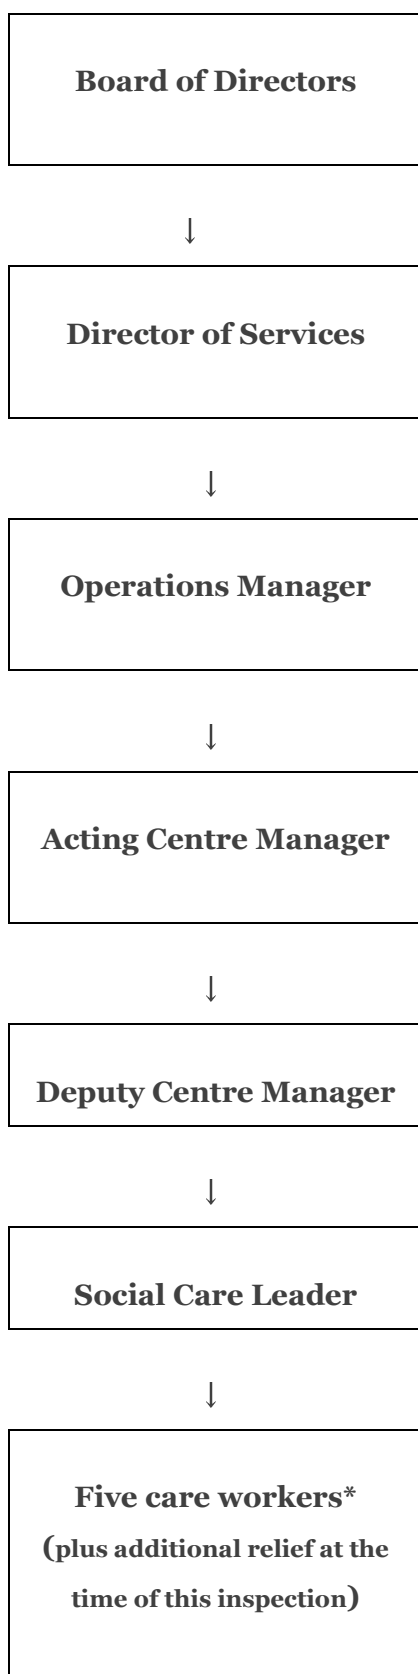 Board of Directors
↓
Director of Services
↓
Operations Manager
↓
Acting Centre Manager
↓
Deputy Centre Manager
↓
Social Care Leader
↓
Five care workers*
(plus additional relief at the
time of this inspection)